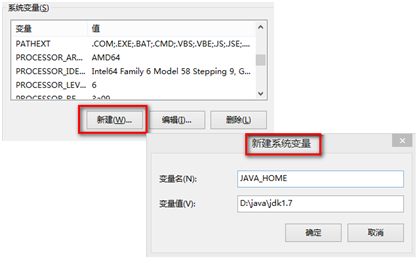 系统变量(S)
变量 值
PATHEXT .COM;.EXE;.BAT;.CMD;.VBS;.VBE;.JS;.JSE;....
PROCESSOR_AR... AMD64
PROCESSOR_IDE... Intel64 Family 6 Model 58 Stepping 9, G...
PROCESSOR_LEV... 6
PROCESSOR_RE... 3a09
新建(W)... 编辑(I)... 删除(L)
新建系统变量
变量名(N): JAVA_HOME
变量值(V): D:\java\jdk1.7
确定 取消